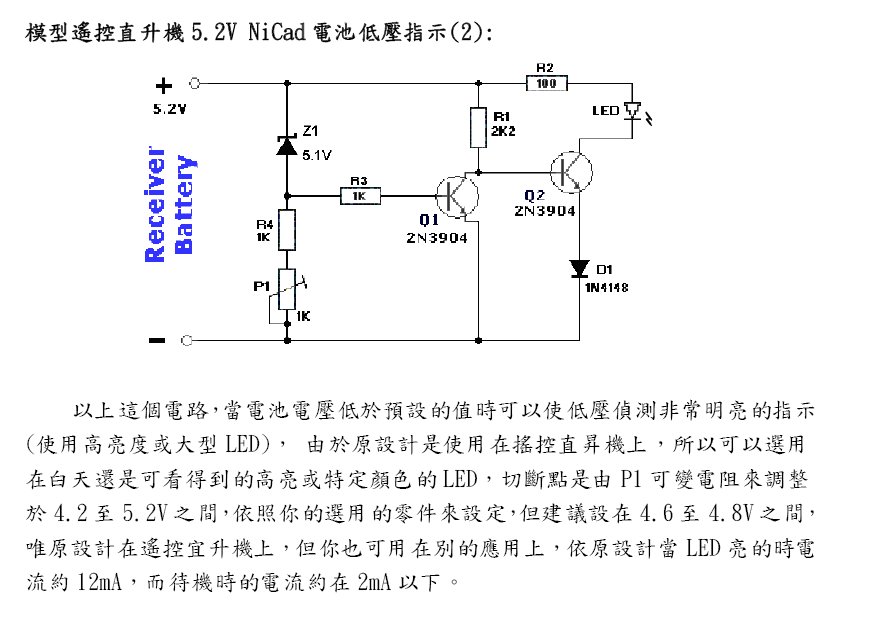 模型遙控直升機 5.2V NiCad 電池低壓指示(2):
R2
100
+
5.2V
LED
R1
2K2
Z1
5.1V
R3
1K
Q2
2N3904
Q1
2N3904
Receiver
Battery
R4
1K
D1
1N4148
P1
1K
−
以上這個電路,當電池電壓低於預設的值時可以使低壓偵測非常明亮的指示
(使用高亮度或大型 LED), 由於原設計是使用在搖控直昇機上,所以可以選用
在白天還是可看得到的高亮或特定顏色的 LED,切斷點是由 P1 可變電阻來調整
於 4.2 至 5.2V 之間,依照你的選用的零件來設定,但建議設在 4.6 至 4.8V 之間,
唯原設計在遙控宜升機上,但你也可用在別的應用上,依原設計當 LED 亮的時電
流約 12mA,而待機時的電流約在 2mA 以下。